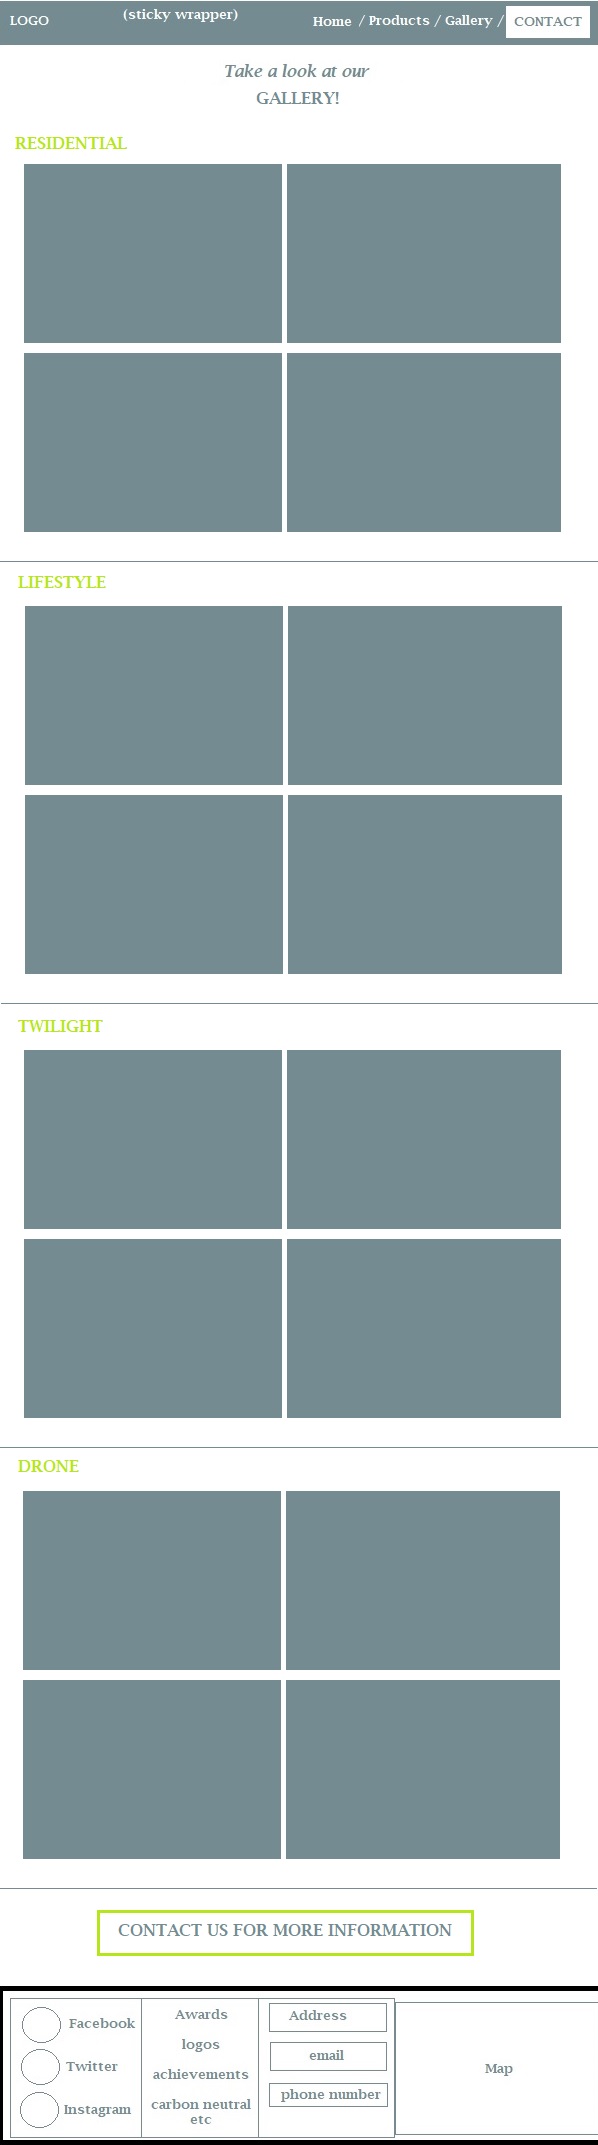 LOGO (sticky wrapper) Home / Products / Gallery / CONTACT
Take a look at our
GALLERY!
RESIDENTIAL
LIFESTYLE
TWILIGHT
DRONE
CONTACT US FOR MORE INFORMATION
Facebook
Twitter
Instagram
Awards
logos
achievements
carbon neutral
etc
Address
email
phone number
Map